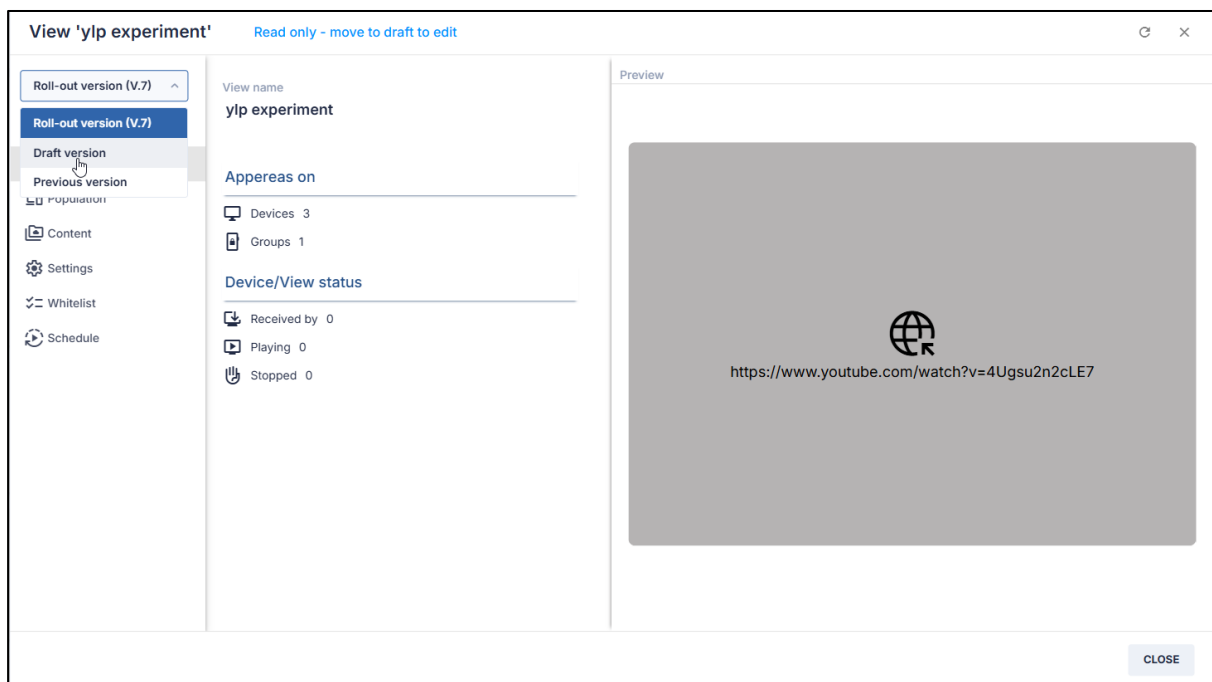 View 'ylp experiment'
Read only - move to draft to edit
Roll-out version (V.7)
Roll-out version (V.7)
Draft version
Previous version
Population
Content
Settings
Whitelist
Schedule
View name
ylp experiment
Appereas on
Devices 3
Groups 1
Device/View status
Received by 0
Playing 0
Stopped 0
Preview
https://www.youtube.com/watch?v=4Ugsu2n2cLE7
CLOSE